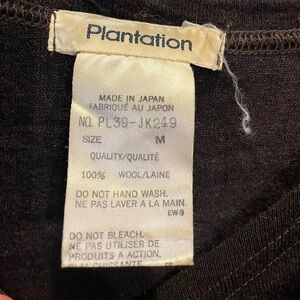 Plantation
MADE IN JAPAN
FABRIQUÉ AU JAPON
NO. PL39-JK249
SIZE M
QUALITY/QUALITÉ
100% WOOL/LAINE
DO NOT HAND WASH.
NE PAS LAVER A LA MAIN.
EW-9
DO NOT BLEACH.
NE PAS UTILISER DE
PRODUITS A ACTION.